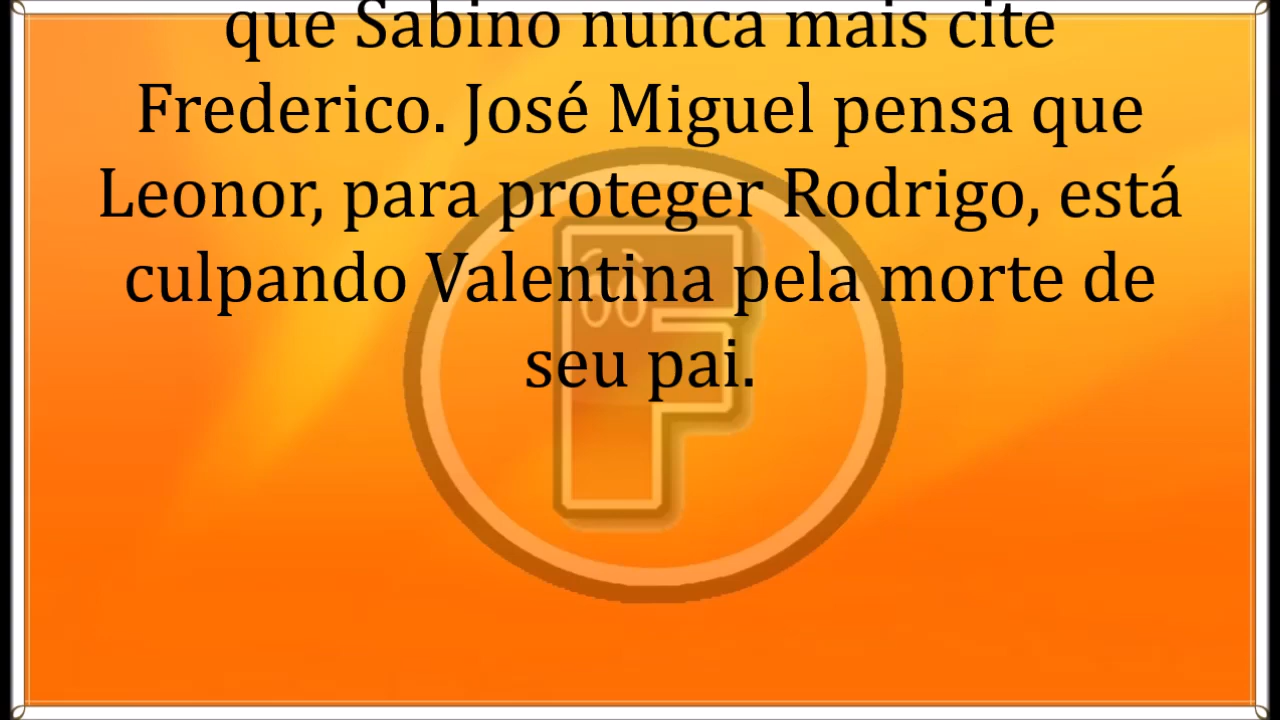 que Sabino nunca mais cite
Frederico. José Miguel pensa que
Leonor, para proteger Rodrigo, está
culpando Valentina pela morte de
seu pai.